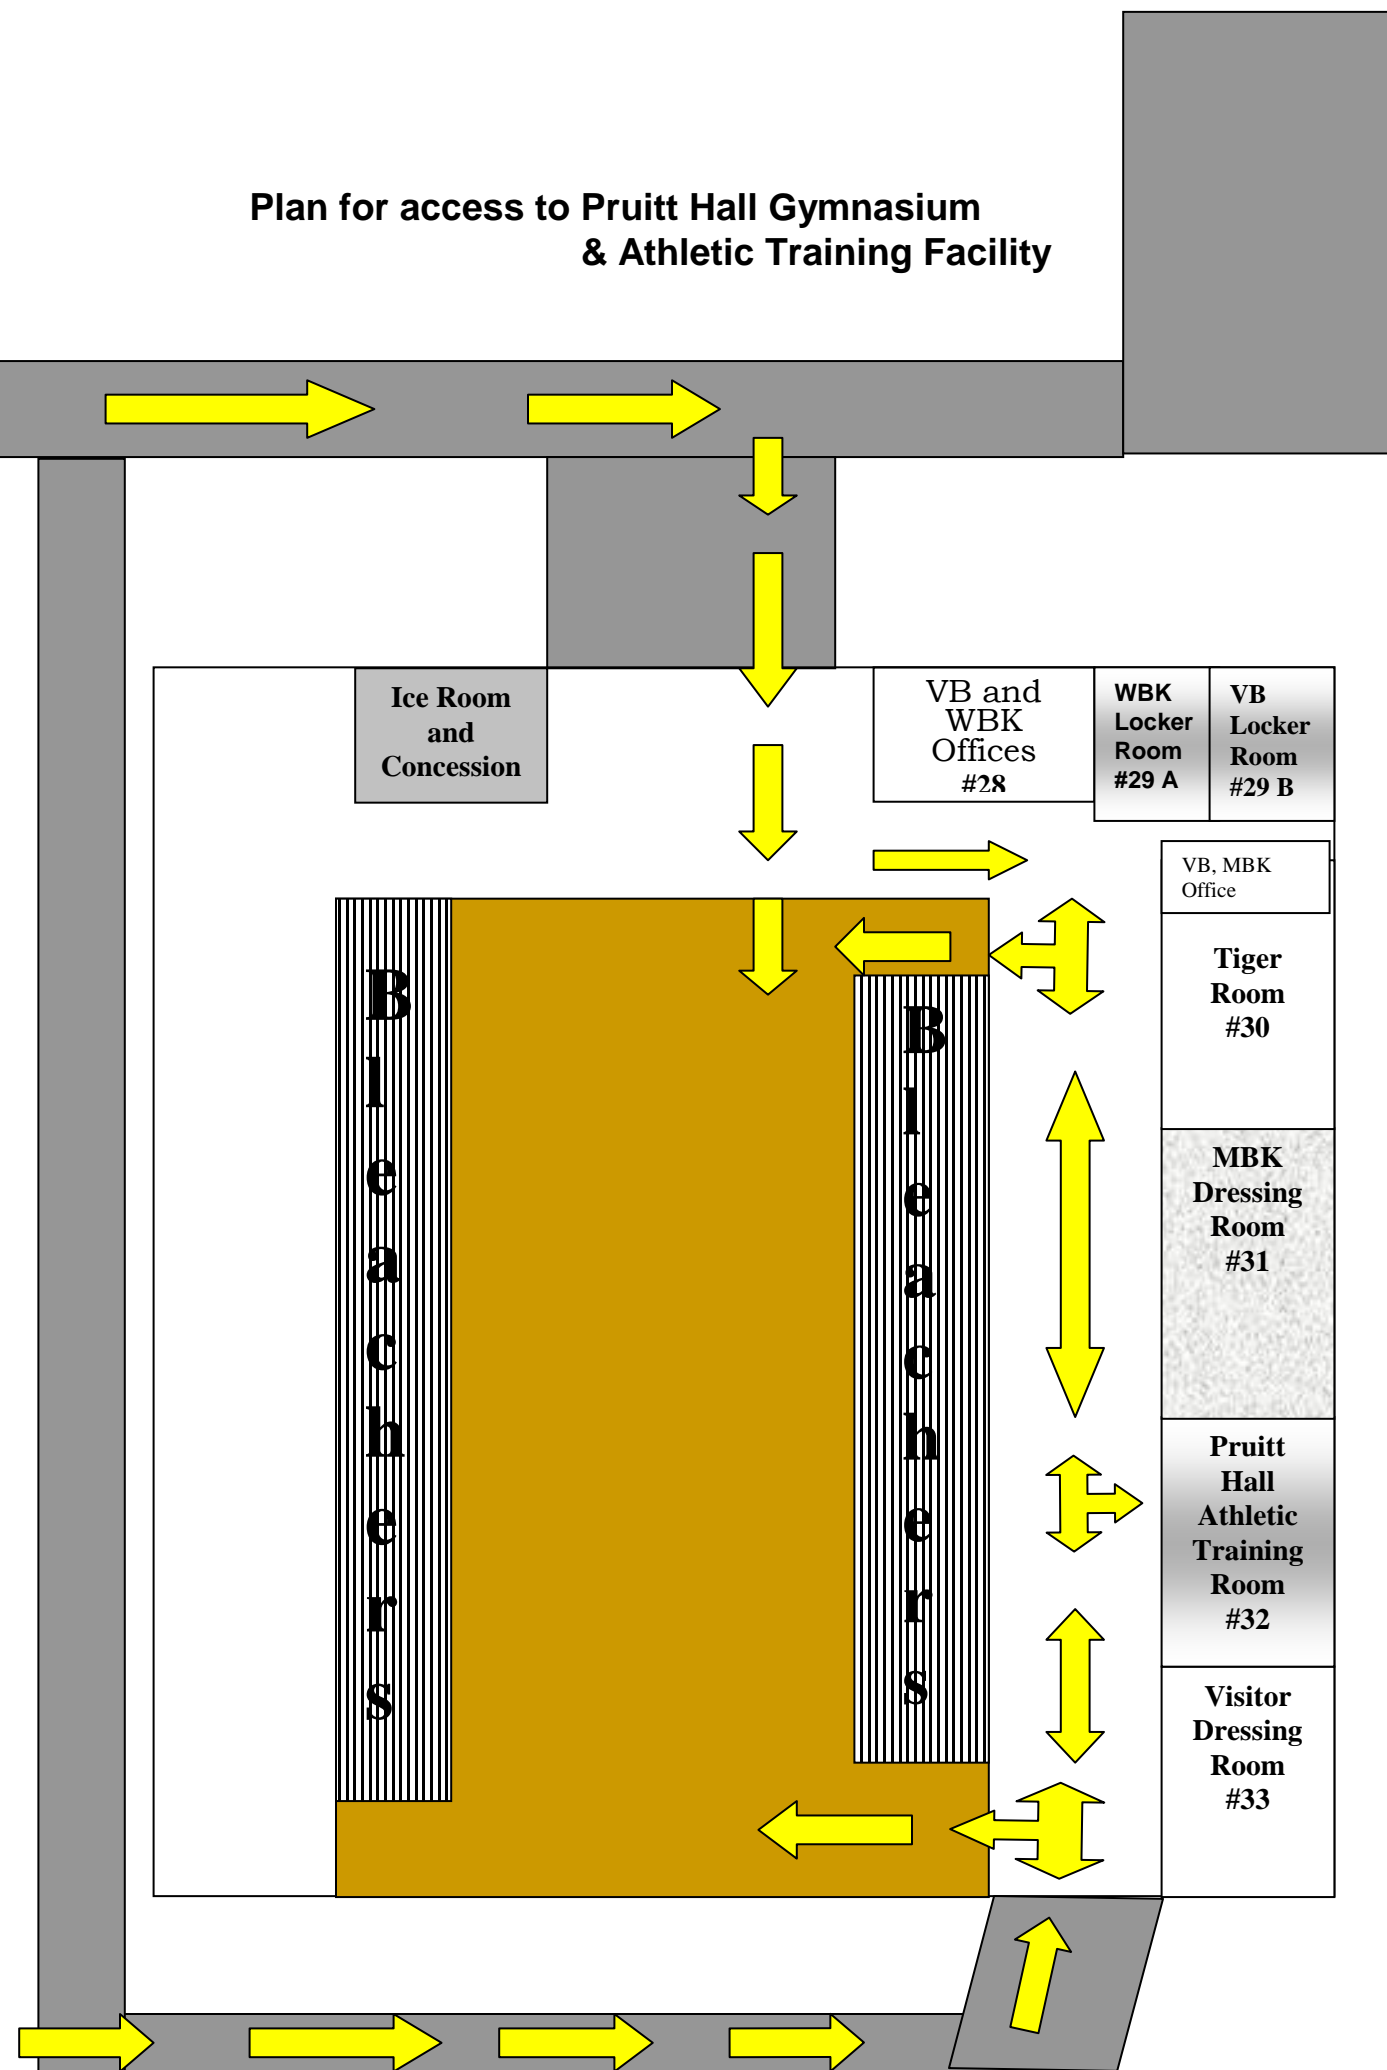 Plan for access to Pruitt Hall Gymnasium
& Athletic Training Facility
Ice Room
and
Concession
VB and
WBK
Offices
#28
WBK
Locker
Room
#29 A
VB
Locker
Room
#29 B
VB, MBK
Office
Tiger
Room
#30
MBK
Dressing
Room
#31
Pruitt
Hall
Athletic
Training
Room
#32
Visitor
Dressing
Room
#33
Bleachers
Bleachers